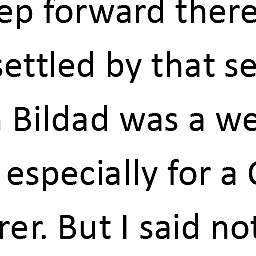 ep forward there
settled by that se
Bildad was a we
especially for a
rer. But I said not